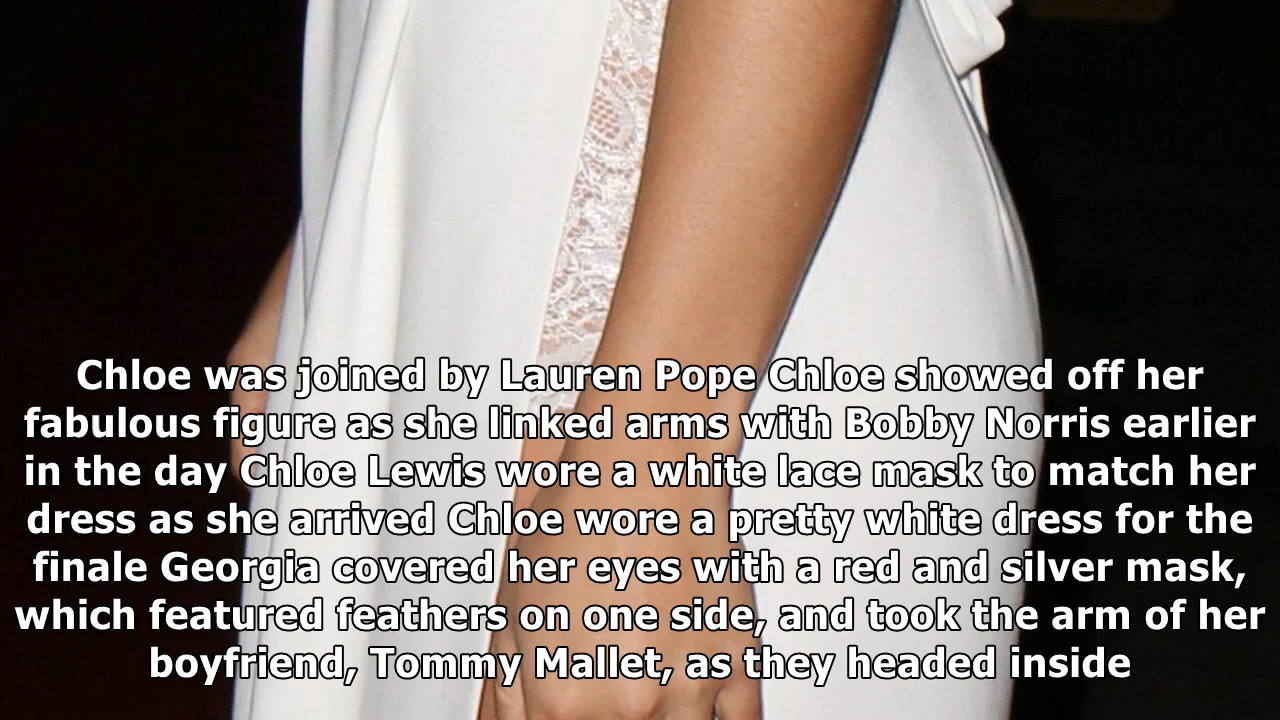 Chloe was joined by Lauren Pope Chloe showed off her
fabulous figure as she linked arms with Bobby Norris earlier
in the day Chloe Lewis wore a white lace mask to match her
dress as she arrived Chloe wore a pretty white dress for the
finale Georgia covered her eyes with a red and silver mask,
which featured feathers on one side, and took the arm of her
boyfriend, Tommy Mallet, as they headed inside